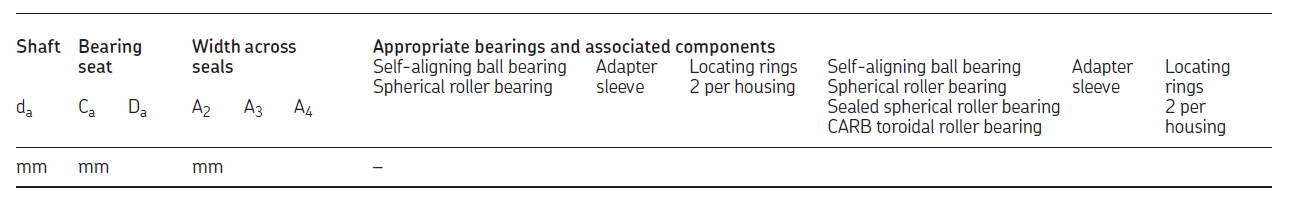 Shaft Bearing seat Width across seals Appropriate bearings and associated components
Self-aligning ball bearing Adapter sleeve Locating rings Self-aligning ball bearing Adapter sleeve Locating rings
Spherical roller bearing 2 per housing Spherical roller bearing
da Ca Da A2 A3 A4 Sealed spherical roller bearing 2 per housing
CARB toroidal roller bearing
mm mm mm –